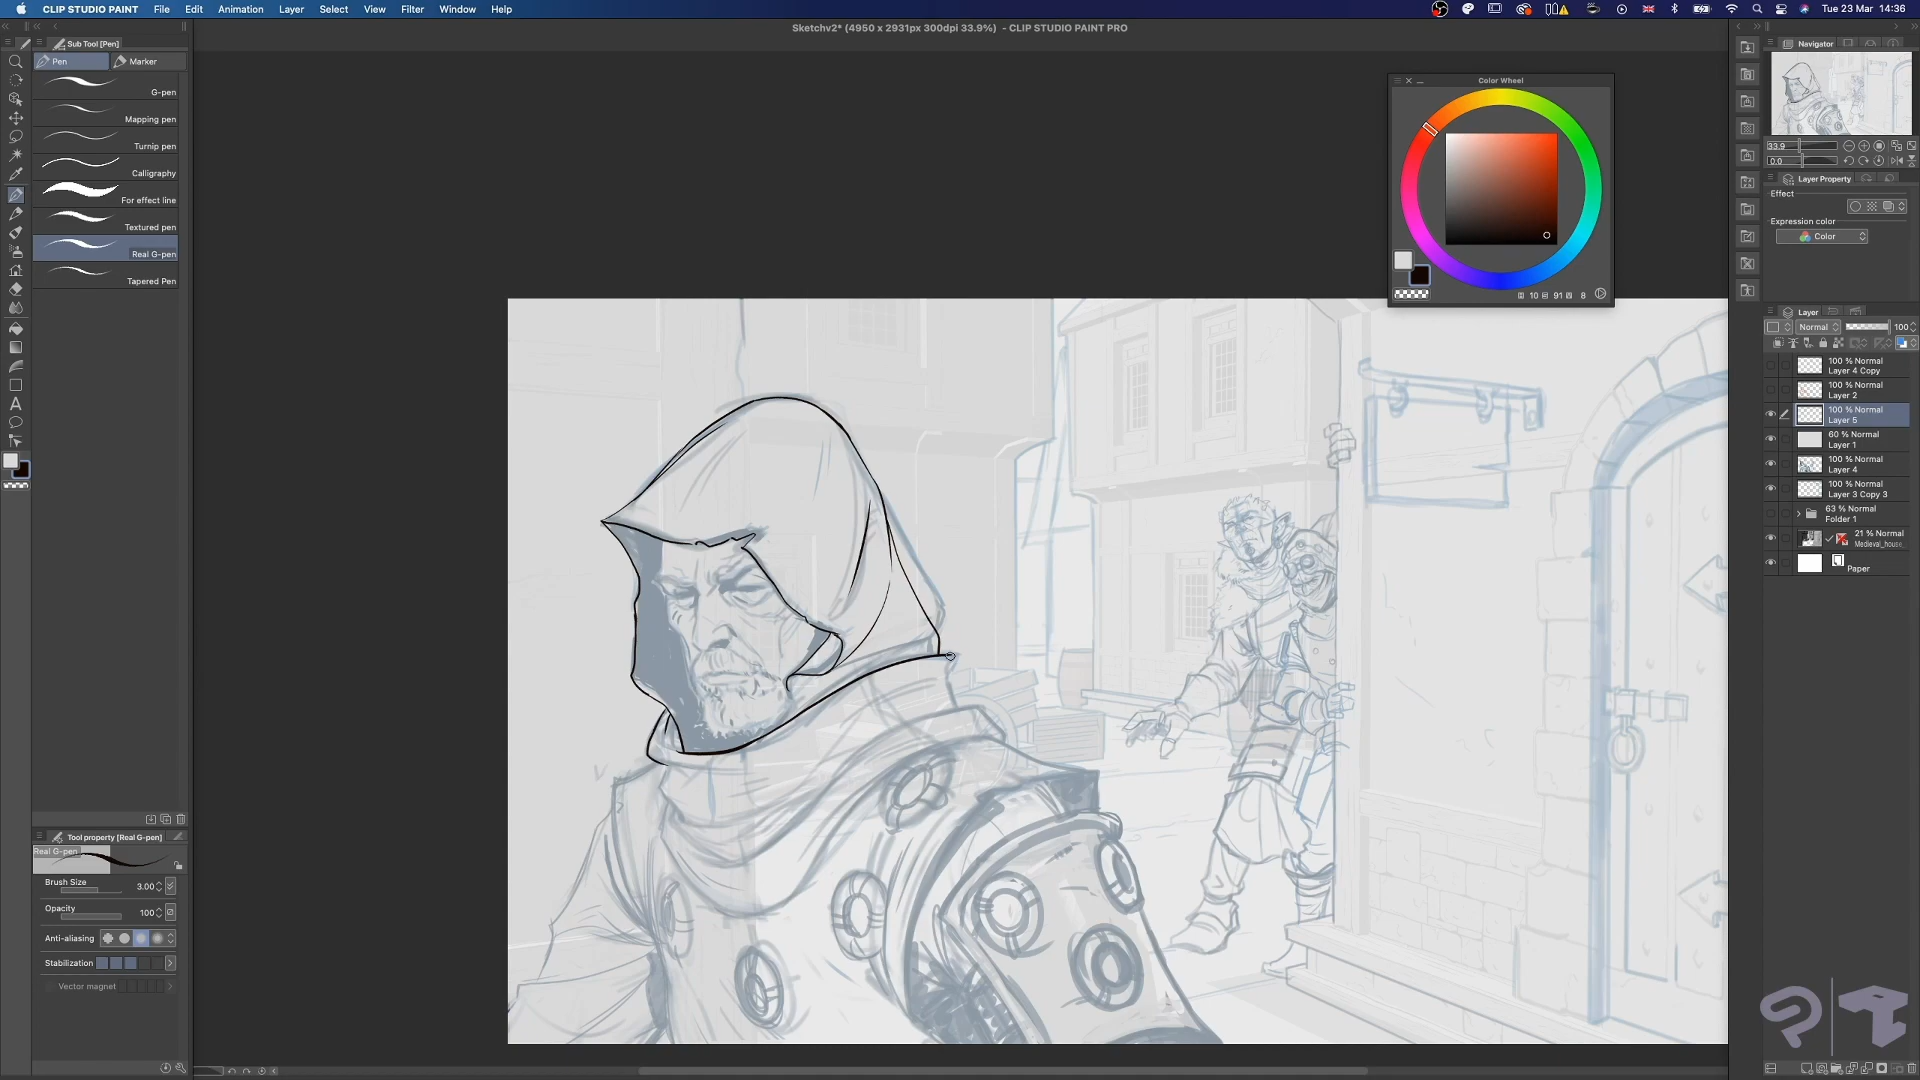 CLIP STUDIO PAINT File Edit Animation Layer Select View Filter Window Help Tue 23 Mar 14:36
Sketchv2* (4950 x 2931px 300dpi 33.9%) - CLIP STUDIO PAINT PRO
Sub Tool [Pen]
Pen Marker
G-pen
Mapping pen
Turnip pen
Calligraphy
For effect line
Textured pen
Real G-pen
Tapered Pen
Tool property [Real G-pen]
Real G-pen
Brush Size 3.00
Opacity 100
Anti-aliasing
Stabilization
Vector magnet
Color Wheel
10 91 8
Navigator
33.9
0.0
Layer Property
Effect
Expression color
Color
Layer
Normal 100
100 % Normal
Layer 4 Copy
100 % Normal
Layer 2
100 % Normal
Layer 5
60 % Normal
Layer 1
100 % Normal
Layer 4
100 % Normal
Layer 3 Copy 3
63 % Normal
Folder 1
21 % Normal
Medieval_house_
Paper